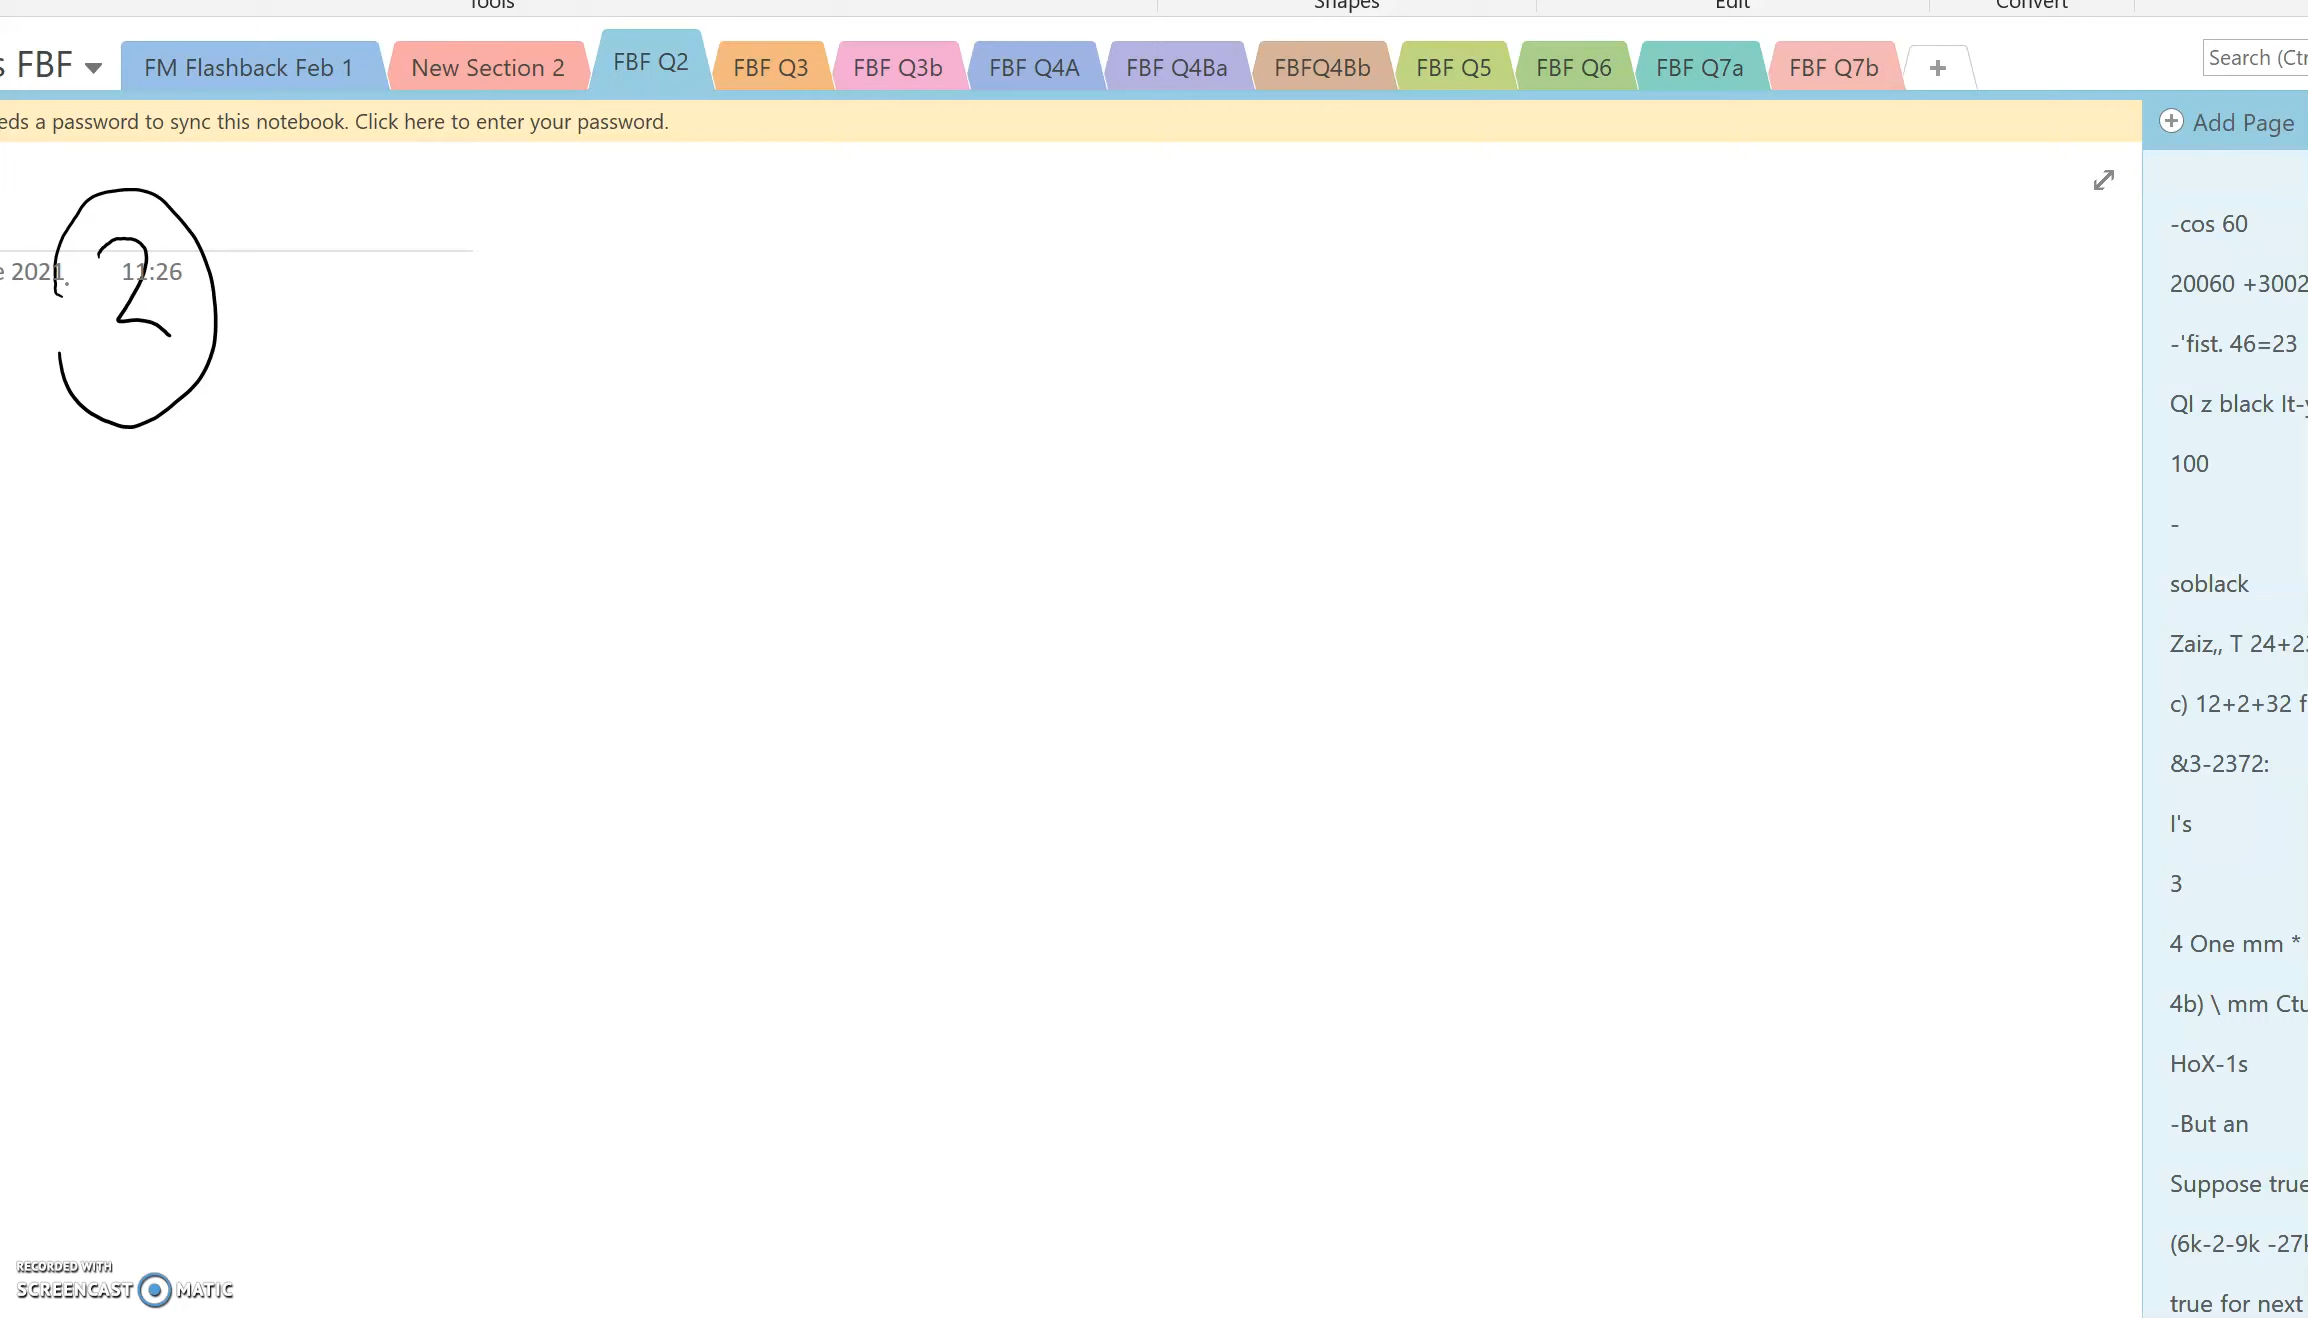 Tools Shapes Edit Convert
s FBF FM Flashback Feb 1 New Section 2 FBF Q2 FBF Q3 FBF Q3b FBF Q4A FBF Q4Ba FBFQ4Bb FBF Q5 FBF Q6 FBF Q7a FBF Q7b + Search (Ctr
eds a password to sync this notebook. Click here to enter your password.
Add Page
2
e 2021 11:26
-cos 60
20060 +3002
-'fist. 46=23
QI z black It-y
100
-
soblack
Zaiz,, T 24+23
c) 12+2+32 f
&3-2372:
I's
3
4 One mm *
4b) \ mm Ctu
HoX-1s
-But an
Suppose true
(6k-2-9k -27k
true for next
RECORDED WITH
SCREENCAST MATIC